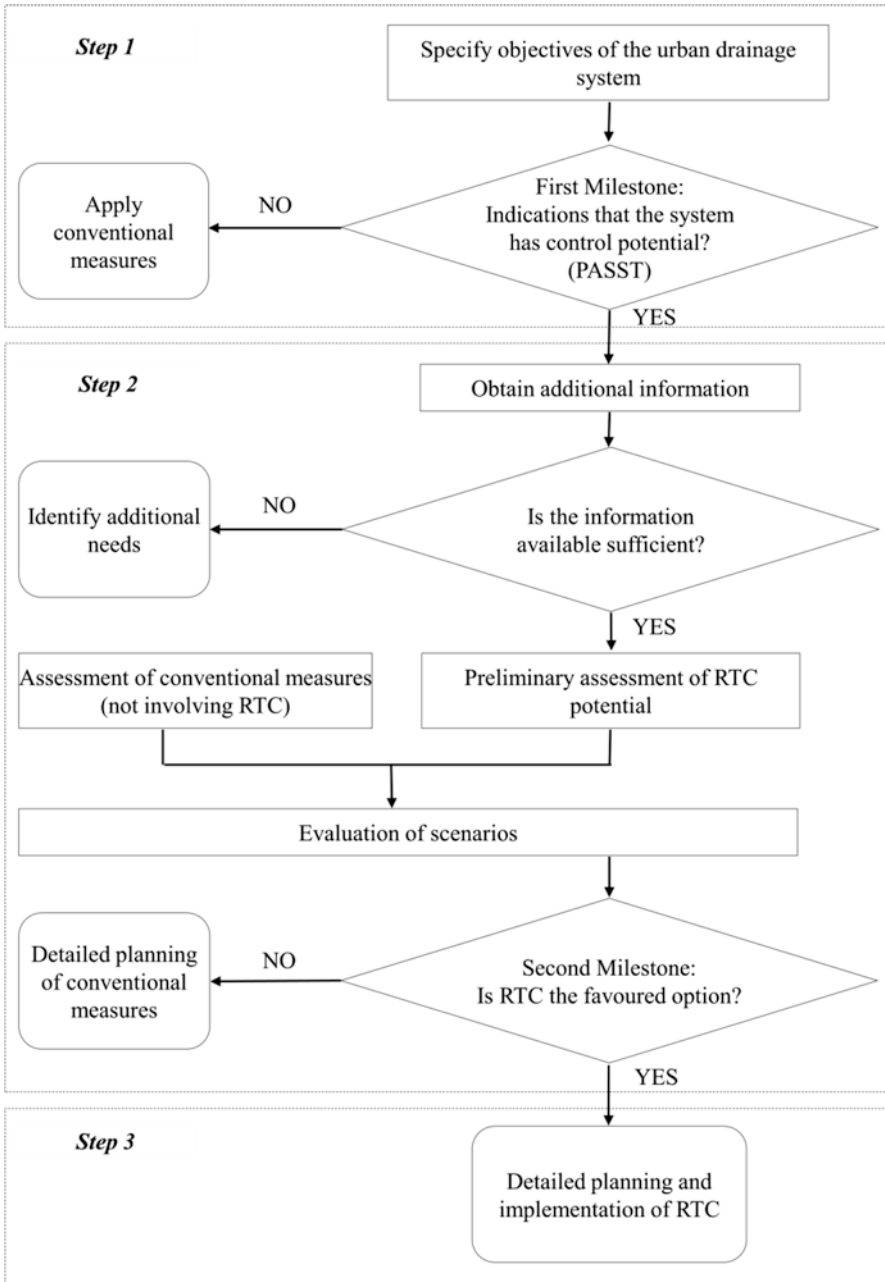 Step 1
Specify objectives of the urban drainage
system
First Milestone:
Indications that the system
has control potential?
(PASST)
NO
Apply
conventional
measures
YES
Step 2
Obtain additional information
Is the information
available sufficient?
NO
Identify additional
needs
YES
Assessment of conventional measures
(not involving RTC)
Preliminary assessment of RTC
potential
Evaluation of scenarios
Second Milestone:
Is RTC the favoured option?
NO
Detailed planning
of conventional
measures
YES
Step 3
Detailed planning and
implementation of RTC